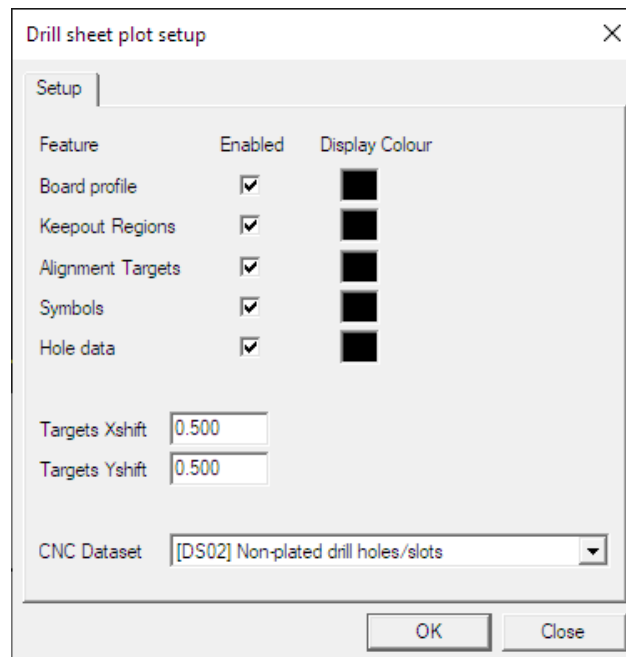 Drill sheet plot setup
Setup
Feature Enabled Display Colour
Board profile
Keepout Regions
Alignment Targets
Symbols
Hole data
Targets Xshift 0.500
Targets Yshift 0.500
CNC Dataset [DS02] Non-plated drill holes/slots
OK Close